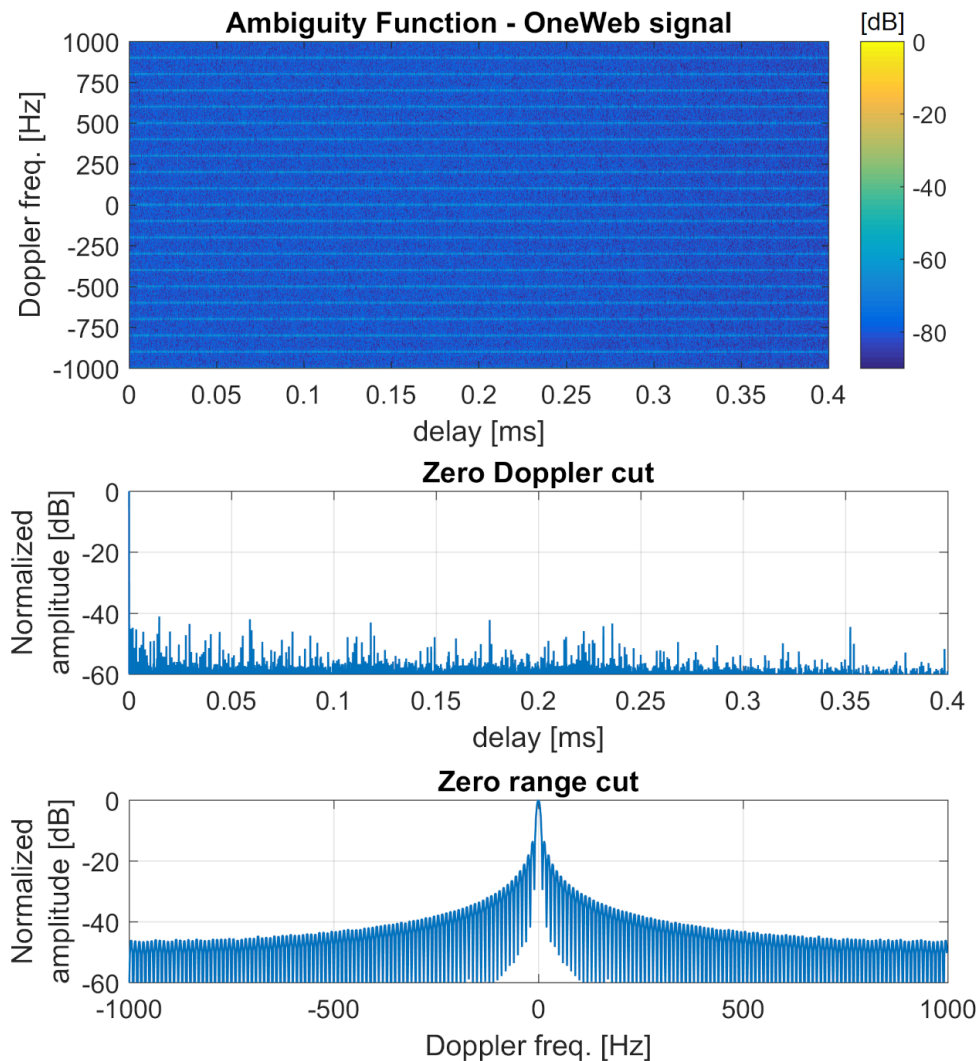 Ambiguity Function - OneWeb signal
[dB]
1000
750
500
250
0
-250
-500
-750
-1000
Doppler freq. [Hz]
0 0.05 0.1 0.15 0.2 0.25 0.3 0.35 0.4
delay [ms]
0
-20
-40
-60
-80
Zero Doppler cut
Normalized
amplitude [dB]
0
-20
-40
-60
0 0.05 0.1 0.15 0.2 0.25 0.3 0.35 0.4
delay [ms]
Zero range cut
Normalized
amplitude [dB]
0
-20
-40
-60
-1000 -500 0 500 1000
Doppler freq. [Hz]